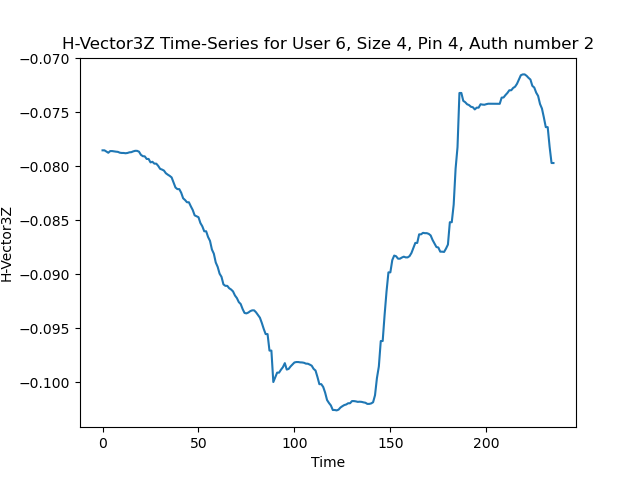 H-Vector3Z Time-Series for User 6, Size 4, Pin 4, Auth number 2
−0.070
−0.075
−0.080
−0.085
−0.090
−0.095
−0.100
H-Vector3Z
0 50 100 150 200
Time